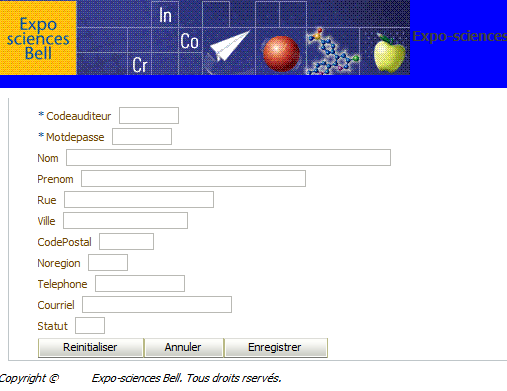 Expo
sciences
Bell
In
Co
Cr
Expo-sciences
* Codeauditeur
* Motdepasse
Nom
Prenom
Rue
Ville
CodePostal
Noregion
Telephone
Courriel
Statut
Reinitialiser Annuler Enregistrer
Copyright © Expo-sciences Bell. Tous droits rservés.